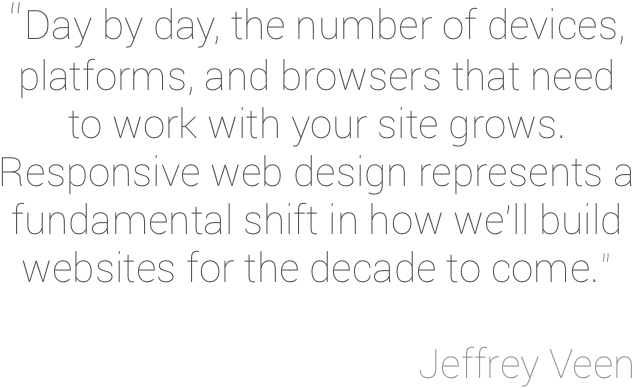 "Day by day, the number of devices,
platforms, and browsers that need
to work with your site grows.
Responsive web design represents a
fundamental shift in how we'll build
websites for the decade to come."
Jeffrey Veen